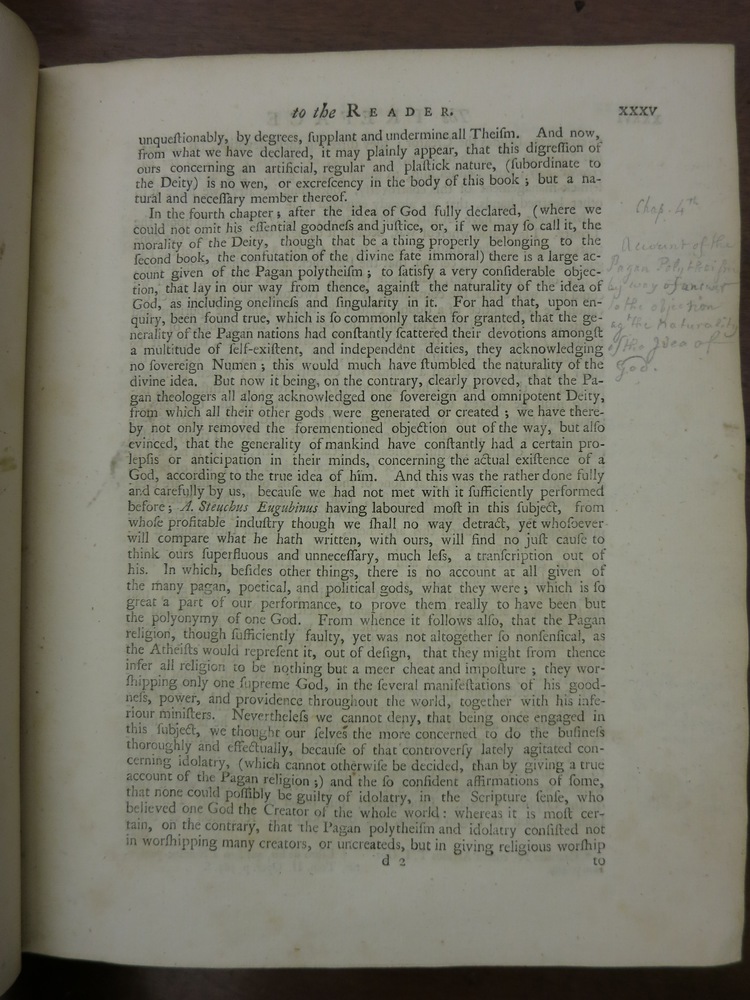 to the READER.
XXXV
unqueſtionably, by degrees, ſupplant and undermine all Theiſm. And now,
from what we have declared, it may plainly appear, that this digreſſion of
ours concerning an artificial, regular and plaſtick nature, (ſubordinate to
the Deity) is no wen, or excreſcency in the body of this book; but a na-
tural and neceſſary member thereof.
In the fourth chapter; after the idea of God fully declared, (where we
could not omit his eſſential goodneſs and juſtice, or, if we may ſo call it, the
morality of the Deity, though that be a thing properly belonging to the
ſecond book, the confutation of the divine fate immoral) there is a large ac-
count given of the Pagan polytheiſm; to ſatisfy a very conſiderable objec-
tion, that lay in our way from thence, againſt the naturality of the idea of
God, as including onelineſs and ſingularity in it. For had that, upon en-
quiry, been found true, which is ſo commonly taken for granted, that the ge-
nerality of the Pagan nations had conſtantly ſcattered their devotions amongſt
a multitude of ſelf-exiſtent, and independent deities, they acknowledging
no ſovereign Numen; this would much have ſtumbled the naturality of the
divine idea. But now it being, on the contrary, clearly proved, that the Pa-
gan theologers all along acknowledged one ſovereign and omnipotent Deity,
from which all their other gods were generated or created; we have there-
by not only removed the forementioned objection out of the way, but alſo
evinced, that the generality of mankind have conſtantly had a certain pro-
lepſis or anticipation in their minds, concerning the actual exiſtence of a
God, according to the true idea of him. And this was the rather done fully
and carefully by us, becauſe we had not met with it ſufficiently performed
before; A. Steuchus Eugubinus having laboured moſt in this ſubject, from
whoſe profitable induſtry though we ſhall no way detract, yet whoſoever
will compare what he hath written, with ours, will find no juſt cauſe to
think ours ſuperfluous and unneceſſary, much leſs, a tranſcription out of
his. In which, beſides other things, there is no account at all given of
the many pagan, poetical, and political gods, what they were; which is ſo
great a part of our performance, to prove them really to have been but
the polyonymy of one God. From whence it follows alſo, that the Pagan
religion, though ſufficiently faulty, yet was not altogether ſo nonſenſical, as
the Atheiſts would repreſent it, out of deſign, that they might from thence
infer all religion to be nothing but a meer cheat and impoſture; they wor-
ſhipping only one ſupreme God, in the ſeveral manifeſtations of his good-
neſs, power, and providence throughout the world, together with his infe-
riour miniſters. Nevertheleſs we cannot deny, that being once engaged in
this ſubject, we thought our ſelves the more concerned to do the buſineſs
thoroughly and effectually, becauſe of that controverſy lately agitated con-
cerning idolatry, (which cannot otherwiſe be decided, than by giving a true
account of the Pagan religion;) and the ſo confident affirmations of ſome,
that none could poſſibly be guilty of idolatry, in the Scripture ſenſe, who
believed one God the Creator of the whole world: whereas it is moſt cer-
tain, on the contrary, that the Pagan polytheiſm and idolatry conſiſted not
in worſhipping many creators, or uncreateds, but in giving religious worſhip
d 2
to
Chap. 4th
Account of the
Pagan Polytheism
by way of answer
to the objection
ag the Naturality
of the Idea of
God.